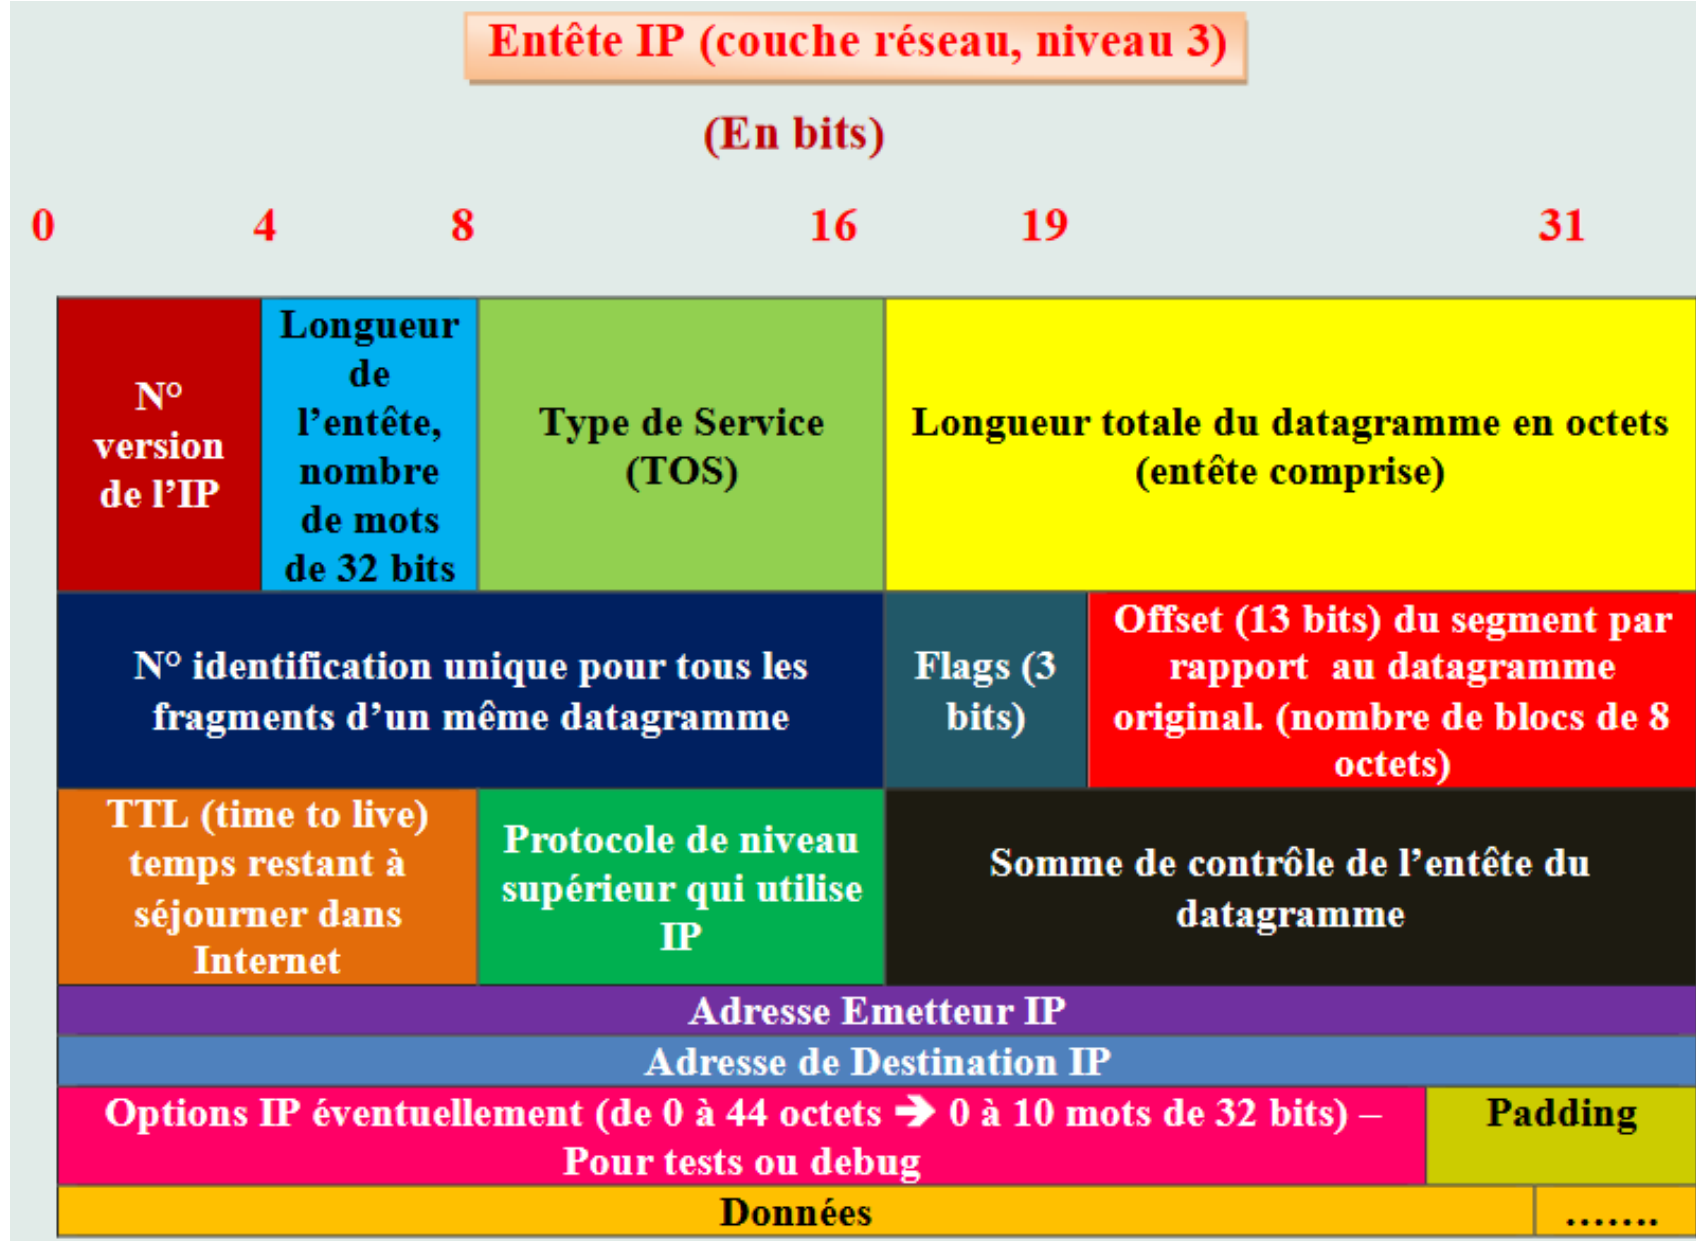 Entête IP (couche réseau, niveau 3)
(En bits)
0 4 8 16 19 31
N°
version
de l’IP
Longueur
de
l’entête,
nombre
de mots
de 32 bits
Type de Service
(TOS)
Longueur totale du datagramme en octets
(entête comprise)
N° identification unique pour tous les
fragments d’un même datagramme
Flags (3
bits)
Offset (13 bits) du segment par
rapport au datagramme
original. (nombre de blocs de 8
octets)
TTL (time to live)
temps restant à
séjourner dans
Internet
Protocole de niveau
supérieur qui utilise
IP
Somme de contrôle de l’entête du
datagramme
Adresse Emetteur IP
Adresse de Destination IP
Options IP éventuellement (de 0 à 44 octets ➔ 0 à 10 mots de 32 bits) –
Pour tests ou debug
Padding
Données
…….